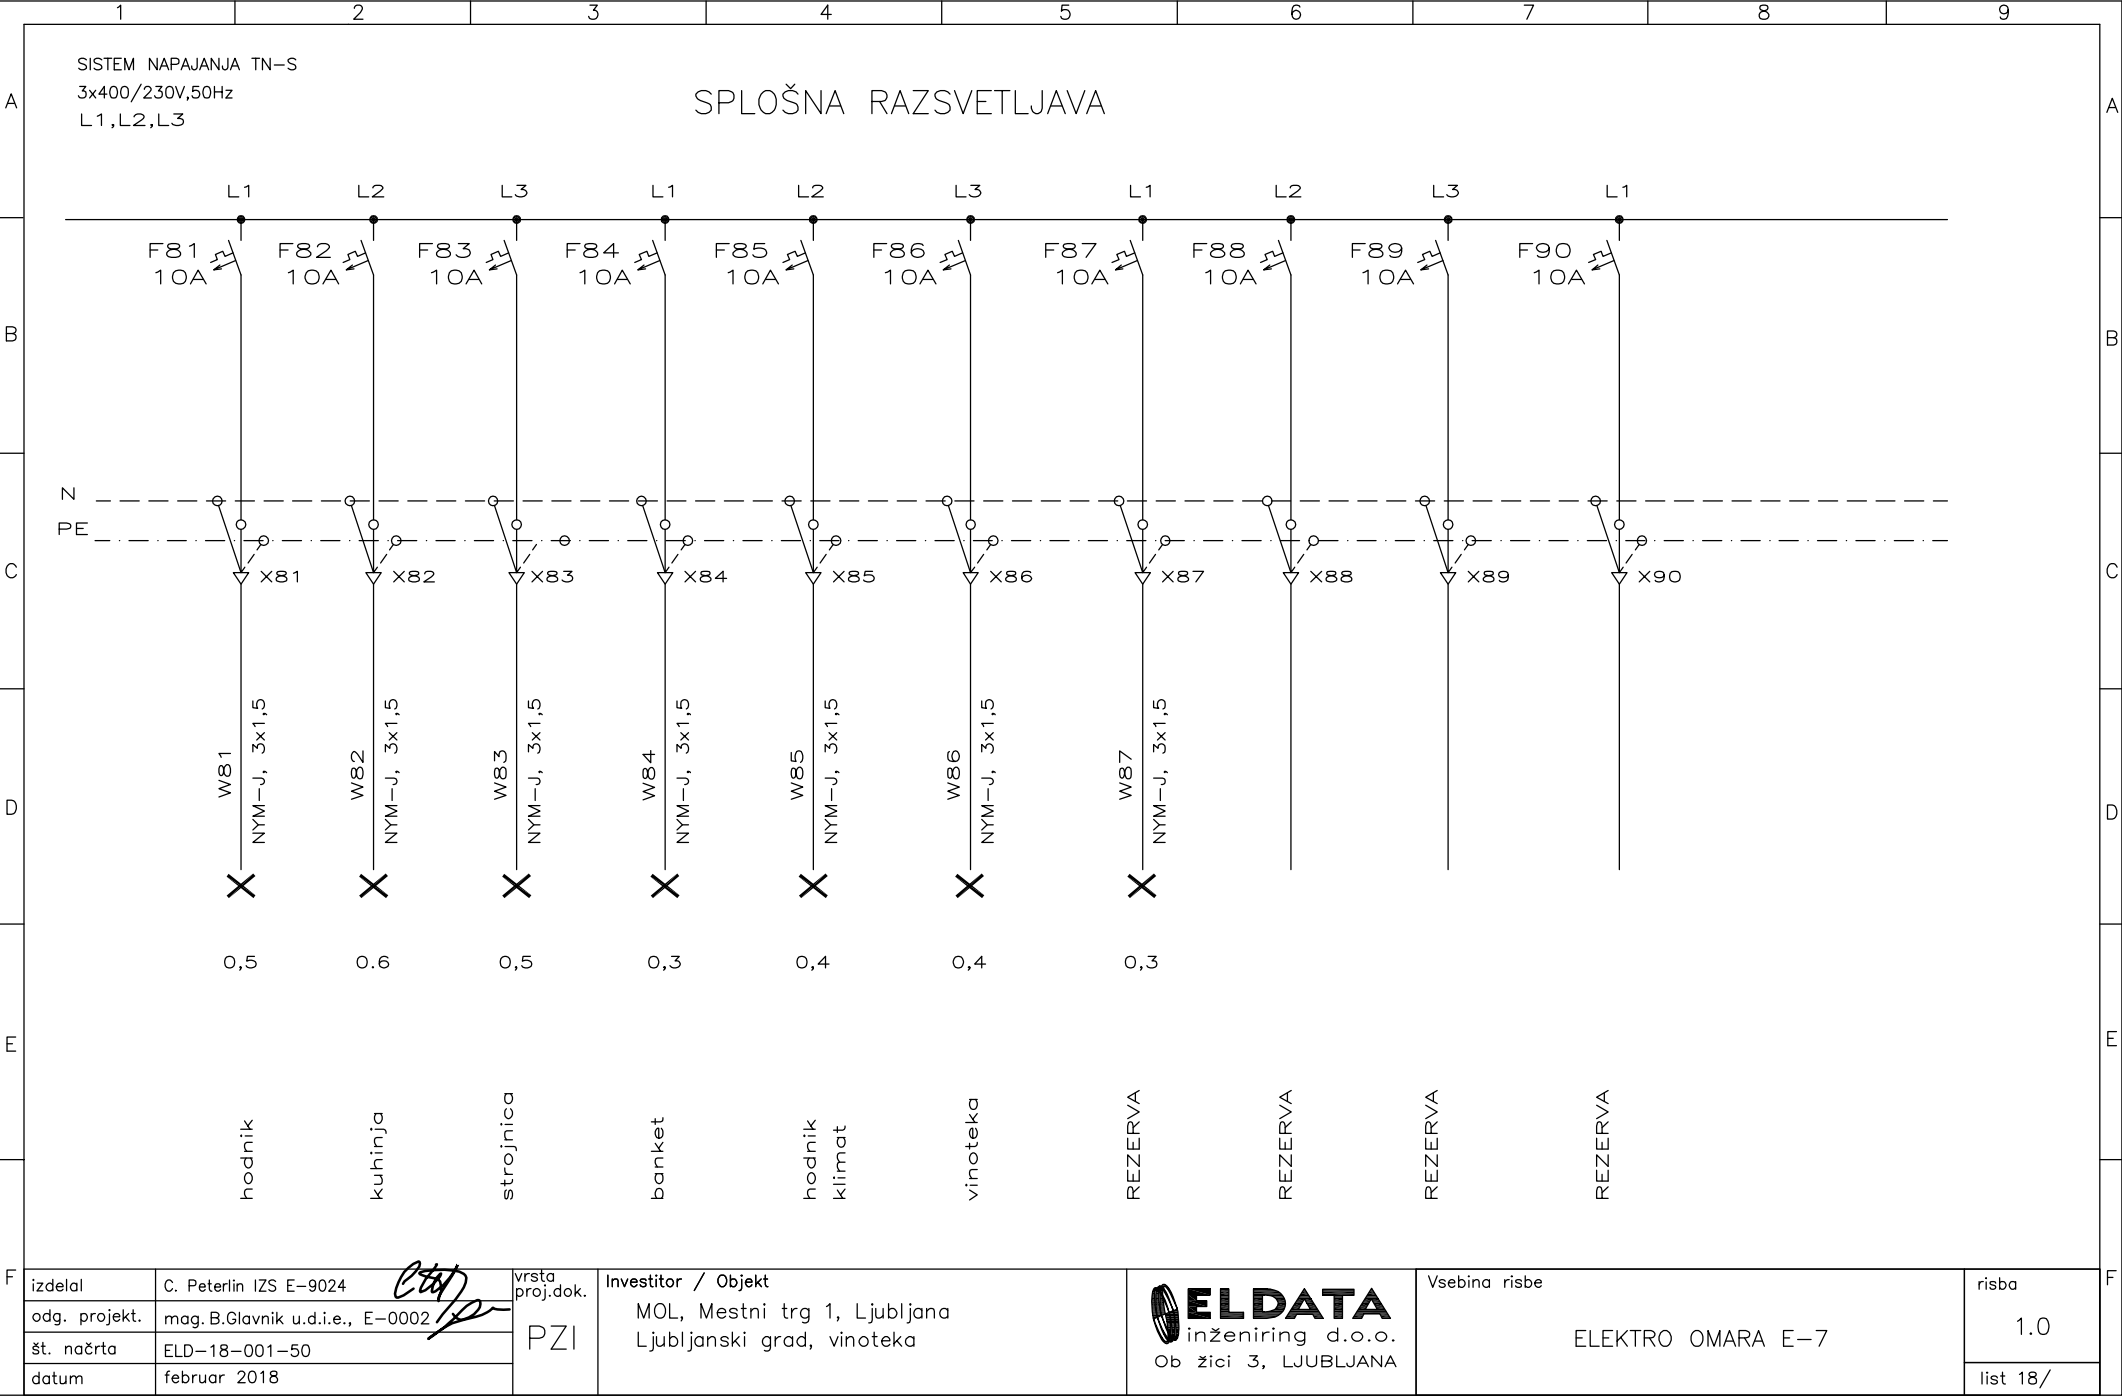 1 2 3 4 5 6 7 8 9
SISTEM NAPAJANJA TN-S
3x400/230V,50Hz
L1,L2,L3
SPLOŠNA RAZSVETLJAVA
A A
L1 L2 L3 L1 L2 L3 L1 L2 L3 L1
F81 F82 F83 F84 F85 F86 F87 F88 F89 F90
10A 10A 10A 10A 10A 10A 10A 10A 10A 10A
B B
N
PE
C C
X81 X82 X83 X84 X85 X86 X87 X88 X89 X90
W81
NYM-J, 3x1,5
W82
NYM-J, 3x1,5
W83
NYM-J, 3x1,5
W84
NYM-J, 3x1,5
W85
NYM-J, 3x1,5
W86
NYM-J, 3x1,5
W87
NYM-J, 3x1,5
D D
0,5 0.6 0,5 0,3 0,4 0,4 0,3
E E
hodnik
kuhinja
strojnica
banket
hodnik
klimat
vinoteka
REZERVA
REZERVA
REZERVA
REZERVA
F F
izdelal C. Peterlin IZS E-9024
odg. projekt. mag.B.Glavnik u.d.i.e., E-0002
št. načrta ELD-18-001-50
datum februar 2018
vrsta
proj.dok.
PZI
Investitor / Objekt
MOL, Mestni trg 1, Ljubljana
Ljubljanski grad, vinoteka
ELDATA
inženiring d.o.o.
Ob žici 3, LJUBLJANA
Vsebina risbe
ELEKTRO OMARA E-7
risba
1.0
list 18/